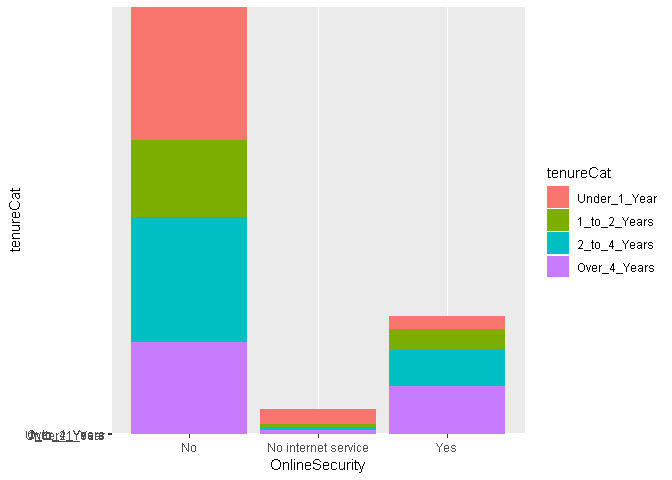 tenureCat
No
No internet service
Yes
OnlineSecurity
tenureCat
Under_1_Year
1_to_2_Years
2_to_4_Years
Over_4_Years